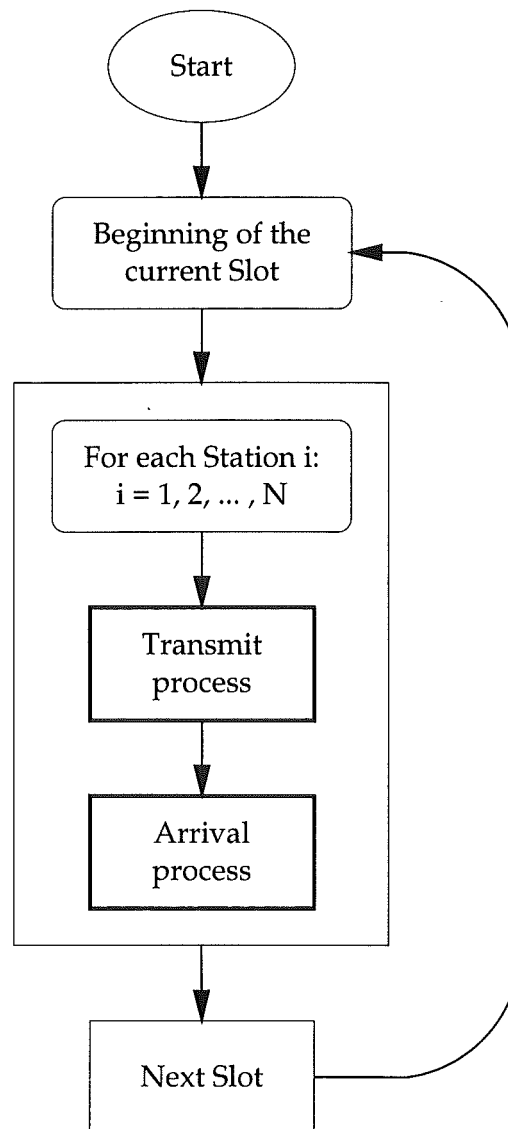 Start
Beginning of the
current Slot
For each Station i:
i = 1, 2, ... , N
Transmit
process
Arrival
process
Next Slot